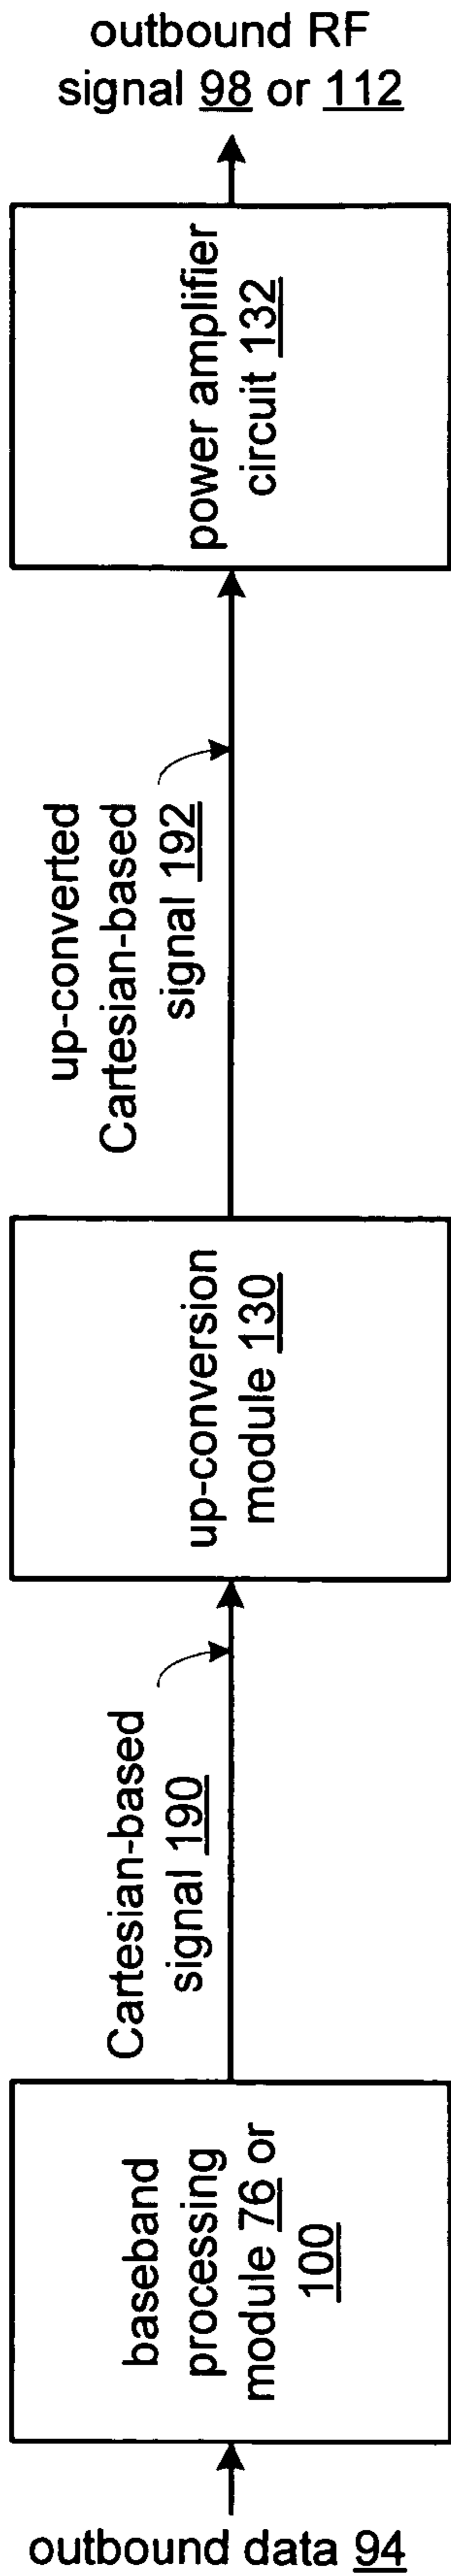 outbound data 94
baseband
processing
module 76 or
100
Cartesian-based
signal 190
up-conversion
module 130
up-converted
Cartesian-based
signal 192
power amplifier
circuit 132
outbound RF
signal 98 or 112